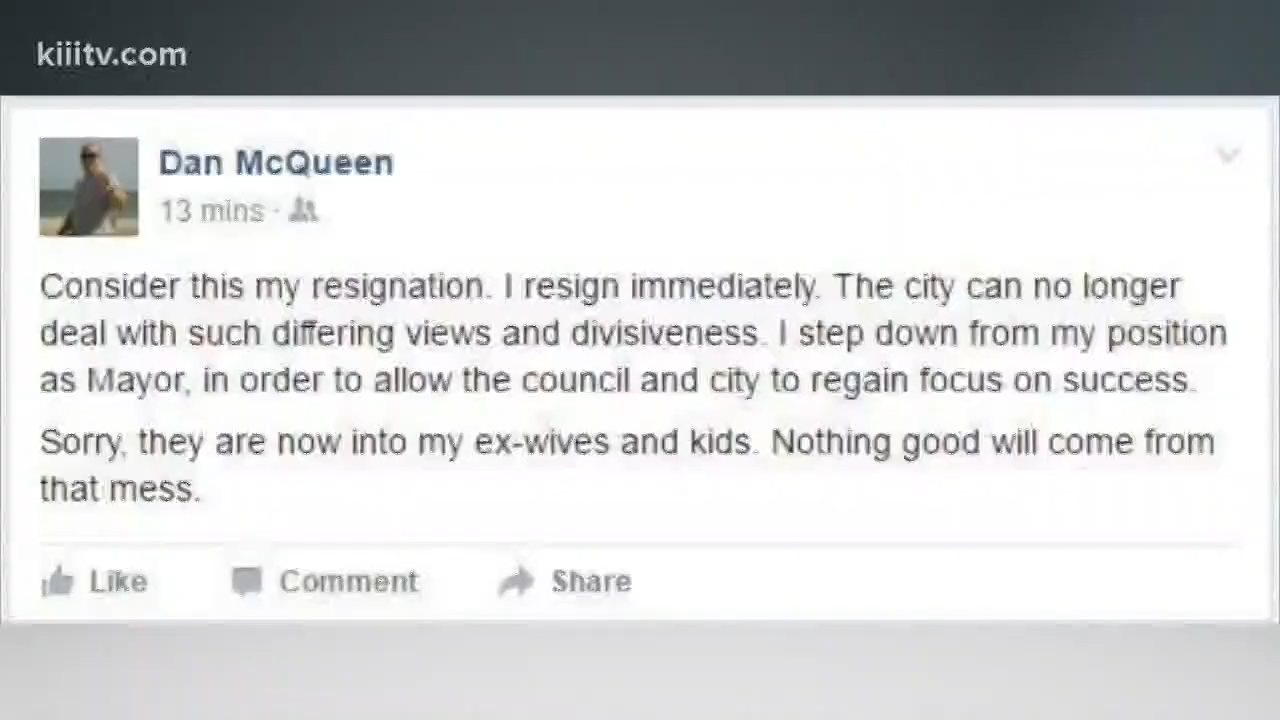 kiiitv.com
Dan McQueen
13 mins ·
Consider this my resignation. I resign immediately. The city can no longer
deal with such differing views and divisiveness. I step down from my position
as Mayor, in order to allow the council and city to regain focus on success.
Sorry, they are now into my ex-wives and kids. Nothing good will come from
that mess.
Like Comment Share